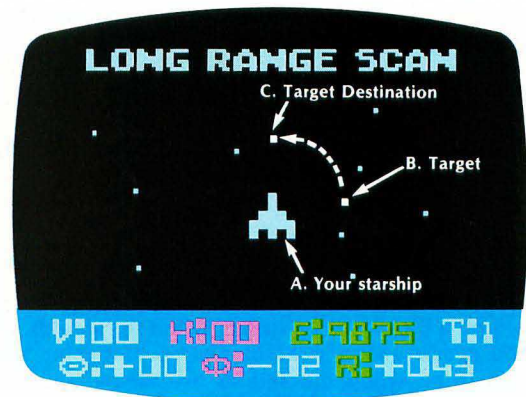 LONG RANGE SCAN
C. Target Destination
B. Target
A. Your starship
V:00 K:00 E:9875 T:1
Θ:+00 Φ:-02 R:+043